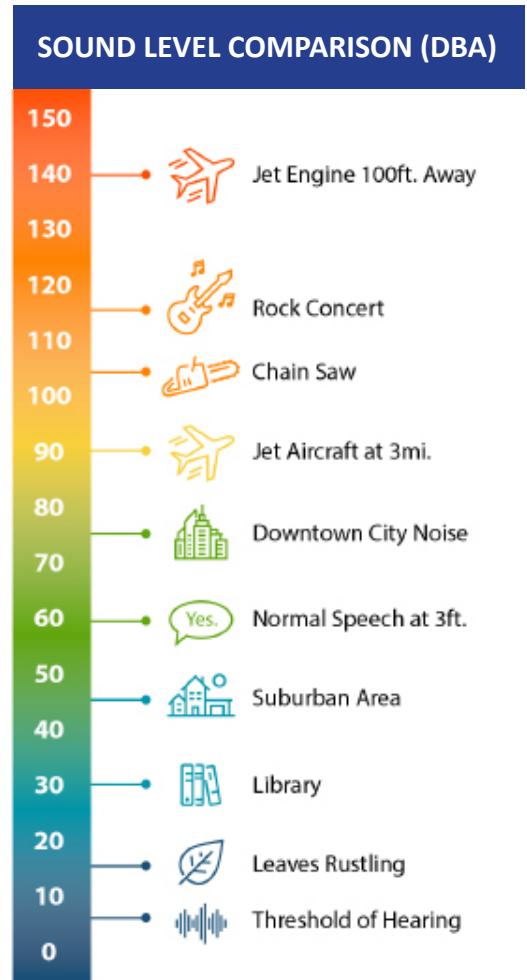 SOUND LEVEL COMPARISON (DBA)
150
140 Jet Engine 100ft. Away
130
120
Rock Concert
110
Chain Saw
100
90 Jet Aircraft at 3mi.
80
Downtown City Noise
70
60 Yes. Normal Speech at 3ft.
50
Suburban Area
40
30 Library
20
Leaves Rustling
10
Threshold of Hearing
0